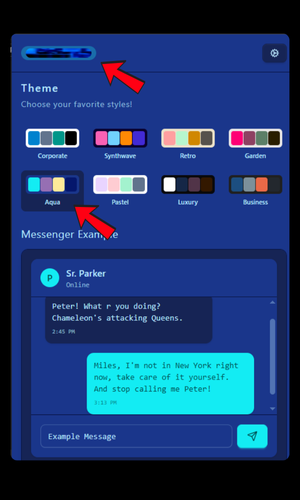 Theme
Choose your favorite styles!
Corporate Synthwave Retro Garden
Aqua Pastel Luxury Business
Messenger Example
P
Sr. Parker
Online
Peter! What r you doing?
Chameleon's attacking Queens.
2:45 PM
Miles, I'm not in New York right
now, take care of it yourself.
And stop calling me Peter!
3:13 PM
Example Message